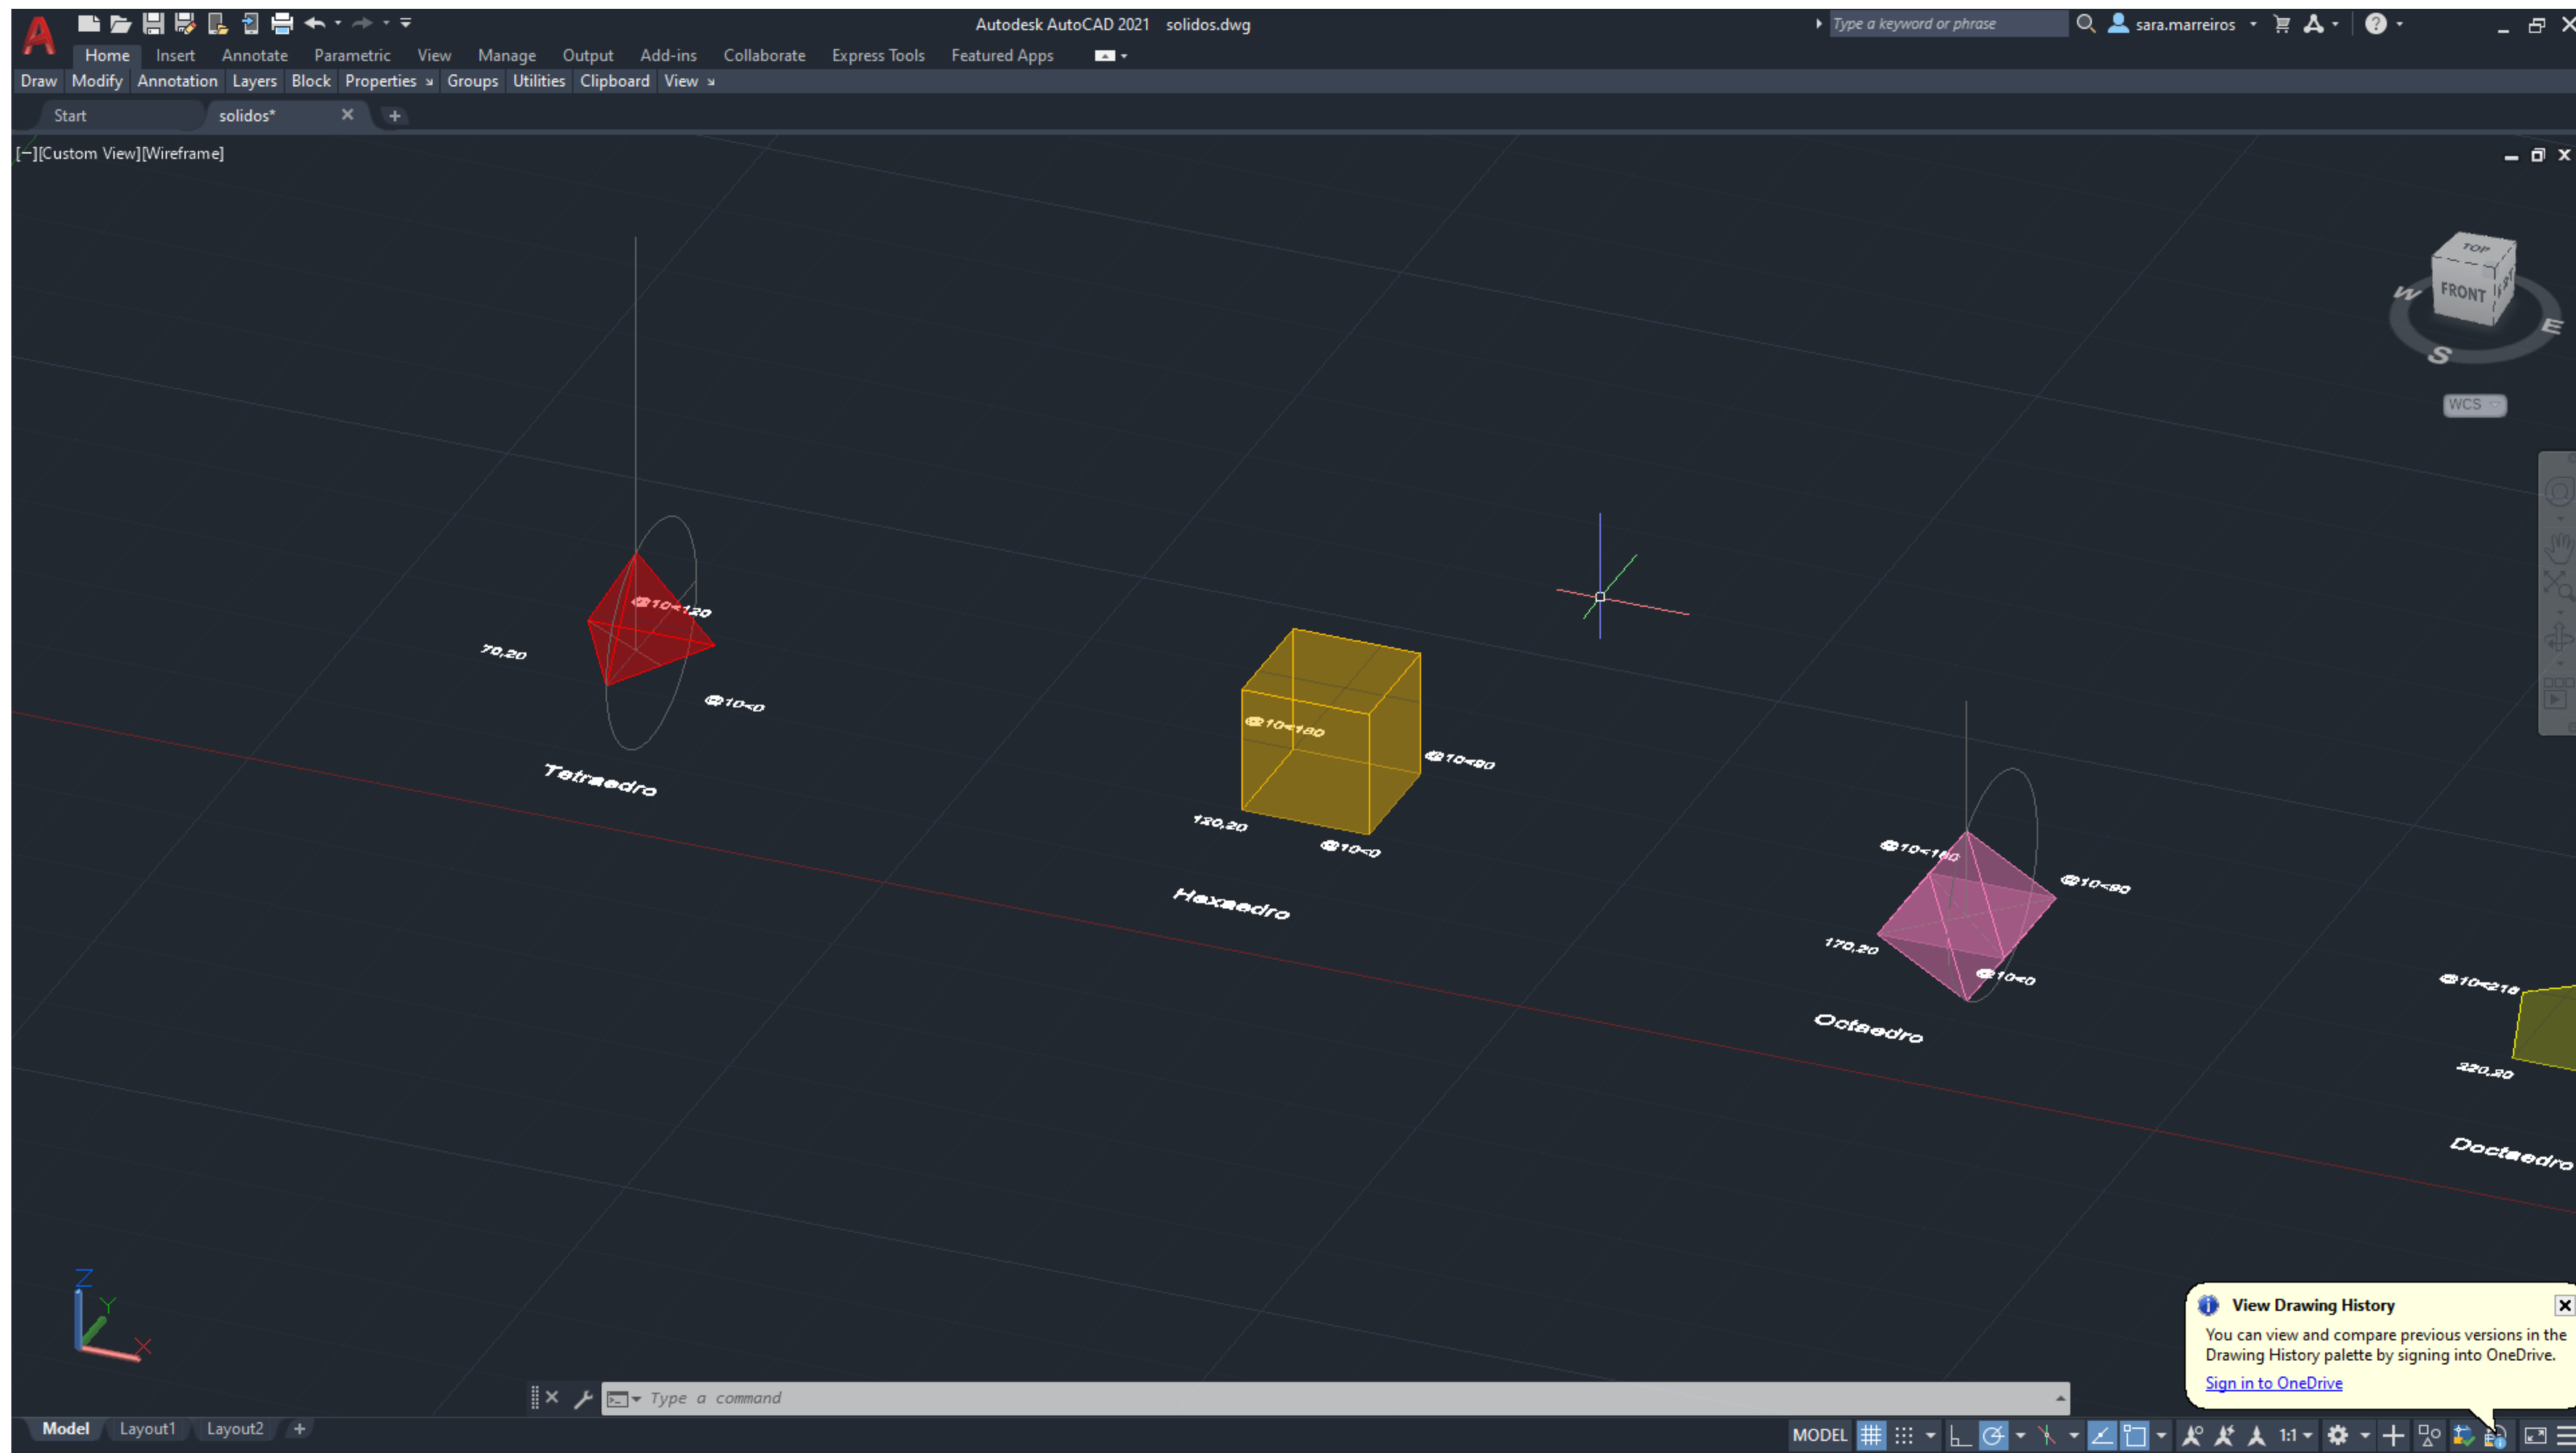 Autodesk AutoCAD 2021 solidos.dwg
Type a keyword or phrase
sara.marreiros
Home Insert Annotate Parametric View Manage Output Add-ins Collaborate Express Tools Featured Apps
Draw Modify Annotation Layers Block Properties Groups Utilities Clipboard View
Start solidos*
[−][Custom View][Wireframe]
TOP
FRONT
W
E
S
WCS
@10<120
70,20
@10<0
Tetraedro
@10<180
@10<90
120,20
@10<0
Hexaedro
@10<180
@10<90
170,20
@10<0
Octaedro
@10<216
220,20
Doctaedro
Z
Y
X
View Drawing History
You can view and compare previous versions in the
Drawing History palette by signing into OneDrive.
Sign in to OneDrive
Type a command
Model Layout1 Layout2 +
MODEL
1:1